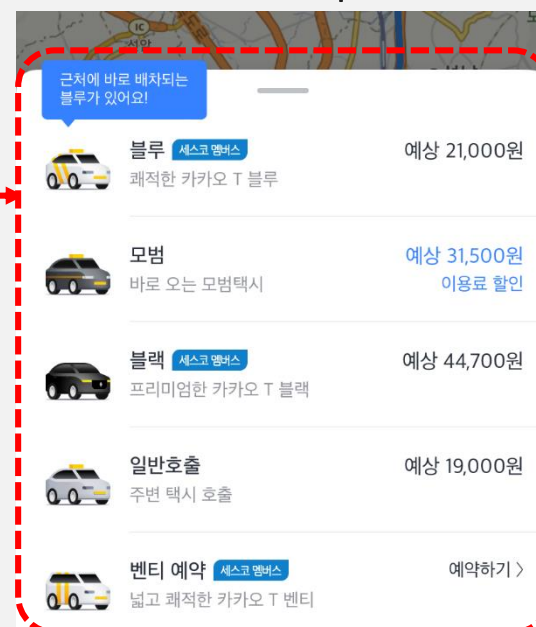 IC
서안
근처에 바로 배차되는
블루가 있어요!
블루 세스코 멤버스 예상 21,000원
쾌적한 카카오 T 블루
모범 예상 31,500원
바로 오는 모범택시 이용료 할인
블랙 세스코 멤버스 예상 44,700원
프리미엄한 카카오 T 블랙
일반호출 예상 19,000원
주변 택시 호출
벤티 예약 세스코 멤버스 예약하기 〉
넓고 쾌적한 카카오 T 벤티